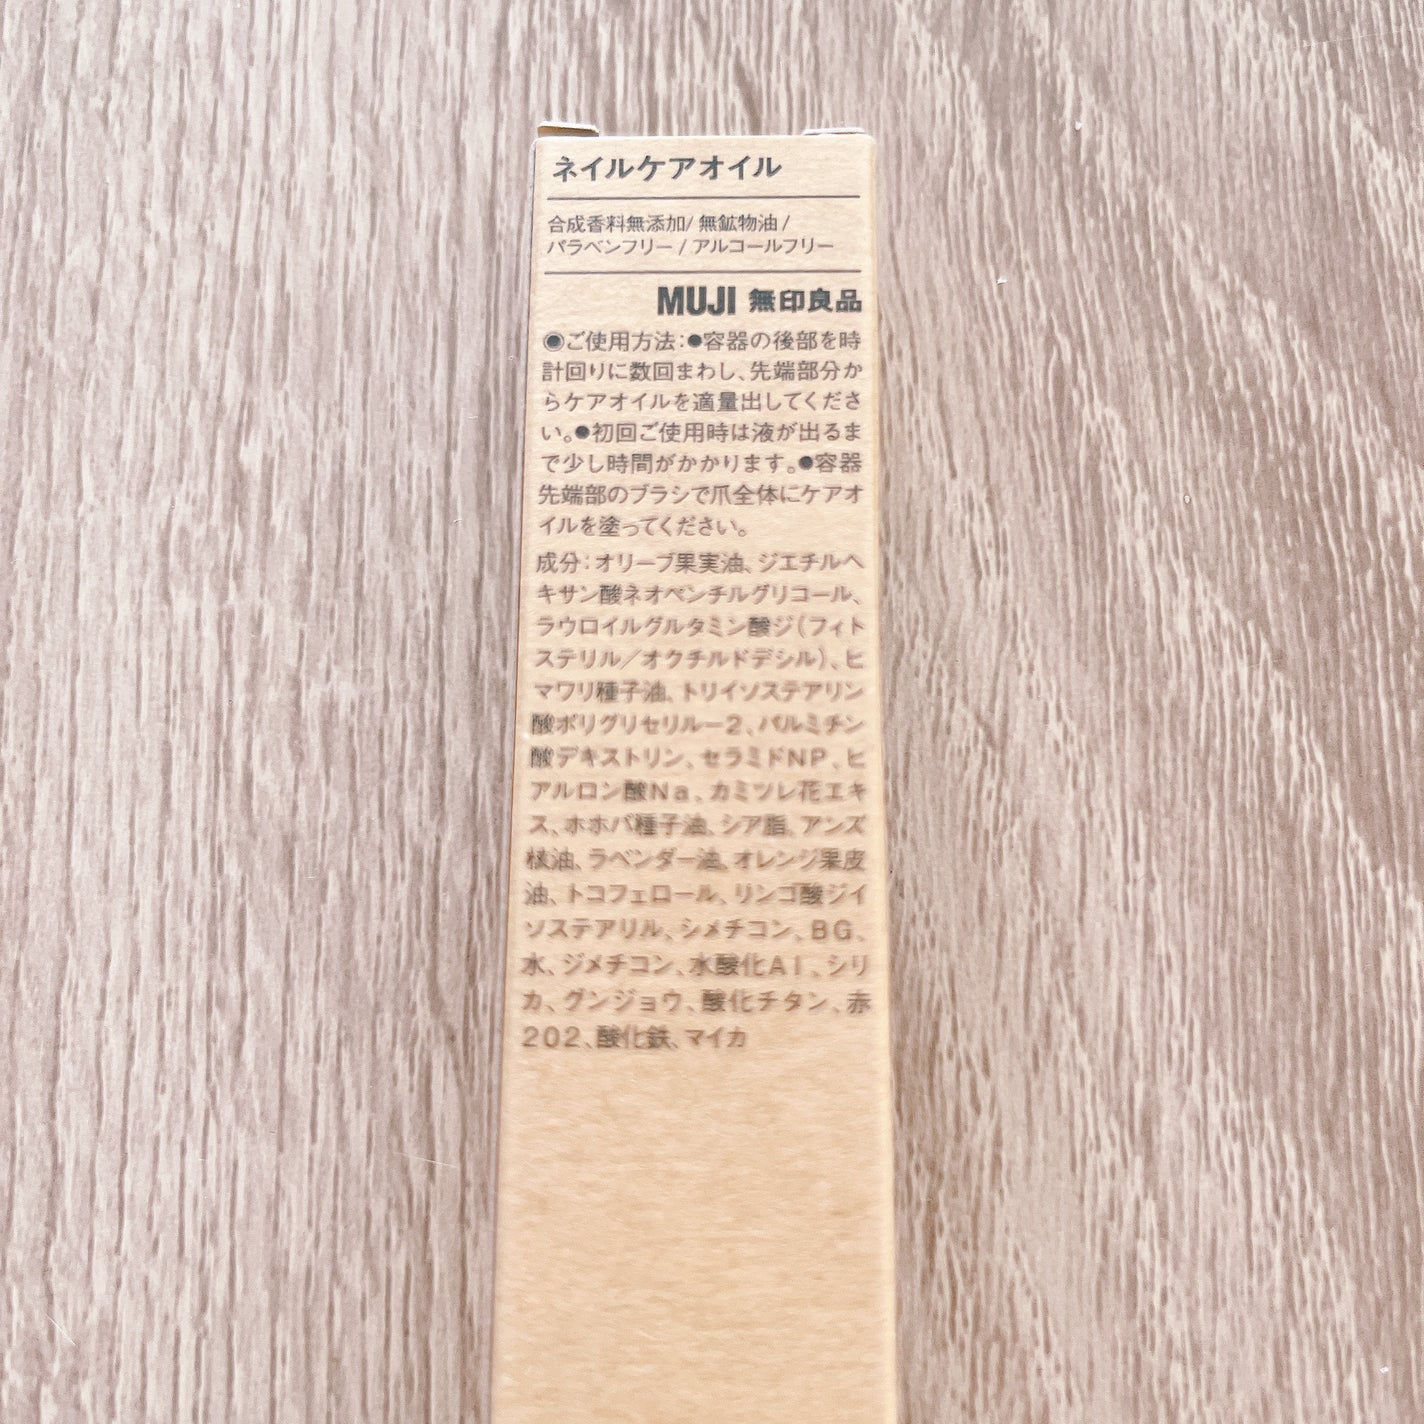 ネイルケアオイル
合成香料無添加/ 無鉱物油 /
パラベンフリー / アルコールフリー
MUJI 無印良品
◉ご使用方法:●容器の後部を時
計回りに数回まわし、先端部分か
らケアオイルを適量出してくださ
い。●初回ご使用時は液が出るま
で少し時間がかかります。●容器
先端部のブラシで爪全体にケアオ
イルを塗ってください。
成分:オリーブ果実油、ジエチルヘ
キサン酸ネオペンチルグリコール、
ラウロイルグルタミン酸ジ(フィト
ステリル／オクチルドデシル)、ヒ
マワリ種子油、トリイソステアリン
酸ポリグリセリル－2、パルミチン
酸デキストリン、セラミドNP、ヒ
アルロン酸Na、カミツレ花エキ
ス、ホホバ種子油、シア脂、アンズ
核油、ラベンダー油、オレンジ果皮
油、トコフェロール、リンゴ酸ジイ
ソステアリル、シメチコン、BG、
水、ジメチコン、水酸化Al、シリ
カ、グンジョウ、酸化チタン、赤
202、酸化鉄、マイカ